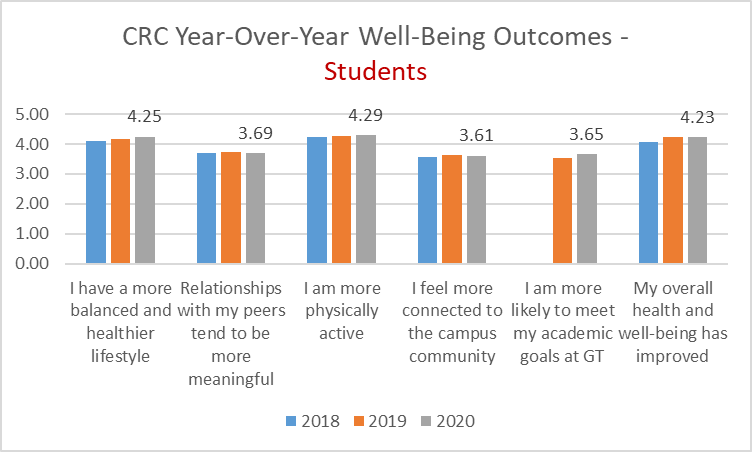 CRC Year-Over-Year Well-Being Outcomes -
Students
5.00
4.00
3.00
2.00
1.00
0.00
4.25
3.69
4.29
3.61
3.65
4.23
I have a more
balanced and
healthier
lifestyle
Relationships
with my peers
tend to be
more
meaningful
I am more
physically
active
I feel more
connected to
the campus
community
I am more
likely to meet
my academic
goals at GT
My overall
health and
well-being has
improved
2018 2019 2020